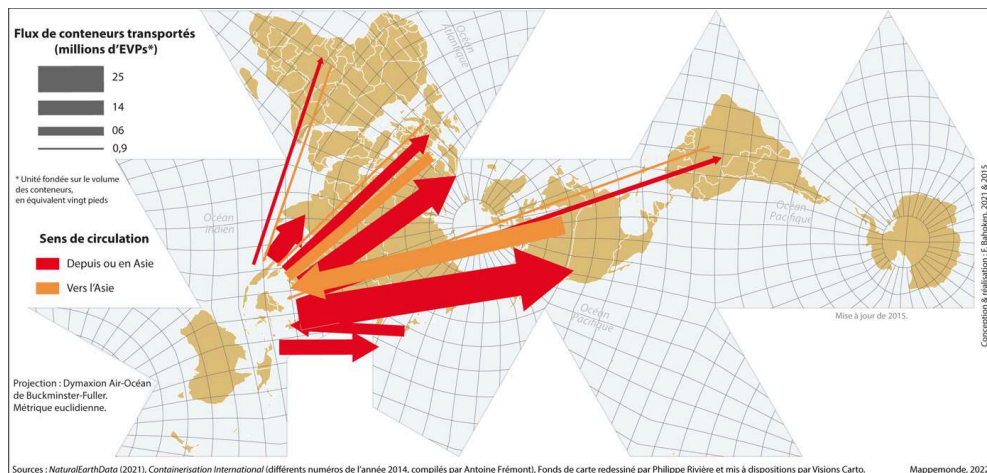 Flux de conteneurs transportés
(millions d'EVPs*)
25
14
06
0,9
* Unité fondée sur le volume
des conteneurs,
en équivalent vingt pieds
Sens de circulation
Depuis ou en Asie
Vers l'Asie
Océan
Atlantique
Océan
Indien
Océan
Pacifique
Océan
Pacifique
Mise à jour de 2015.
Conception & réalisation : F. Bahoken, 2021 & 2015
Projection : Dymaxion Air-Océan
de Buckminster-Fuller.
Métrique euclidienne.
Sources : NaturalEarthData (2021), Containerisation International (différents numéros de l'année 2014, compilés par Antoine Frémont), Fonds de carte redessiné par Philippe Rivière et mis à dispositions par Visions Carto.
Mappemonde, 2022